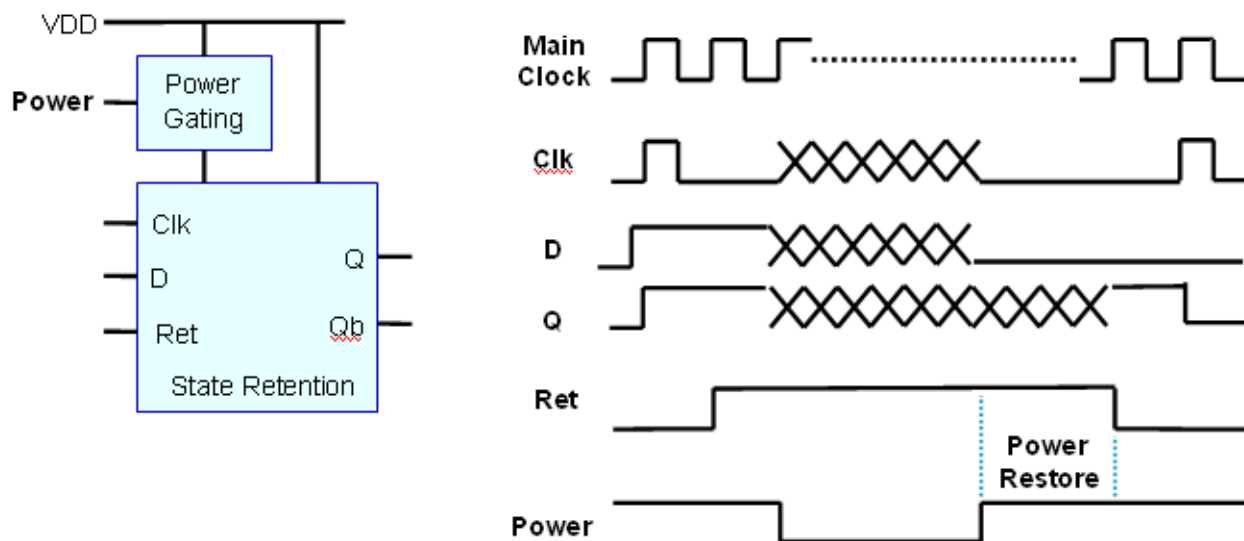 VDD
Power
Power
Gating
Clk
D
Ret
Q
Qb
State Retention
Main
Clock
Clk
D
Q
Ret
Power
Restore
Power